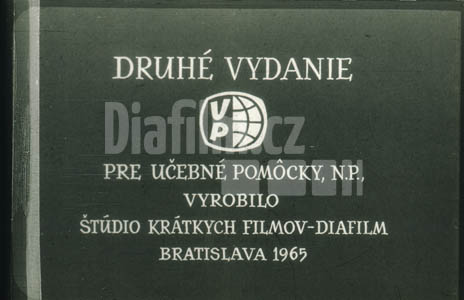 DRUHÉ VYDANIE
VP
Diafilm.cz
PRE UČEBNÉ POMÔCKY, N.P.,
VYROBILO
ŠTÚDIO KRÁTKYCH FILMOV-DIAFILM
BRATISLAVA 1965